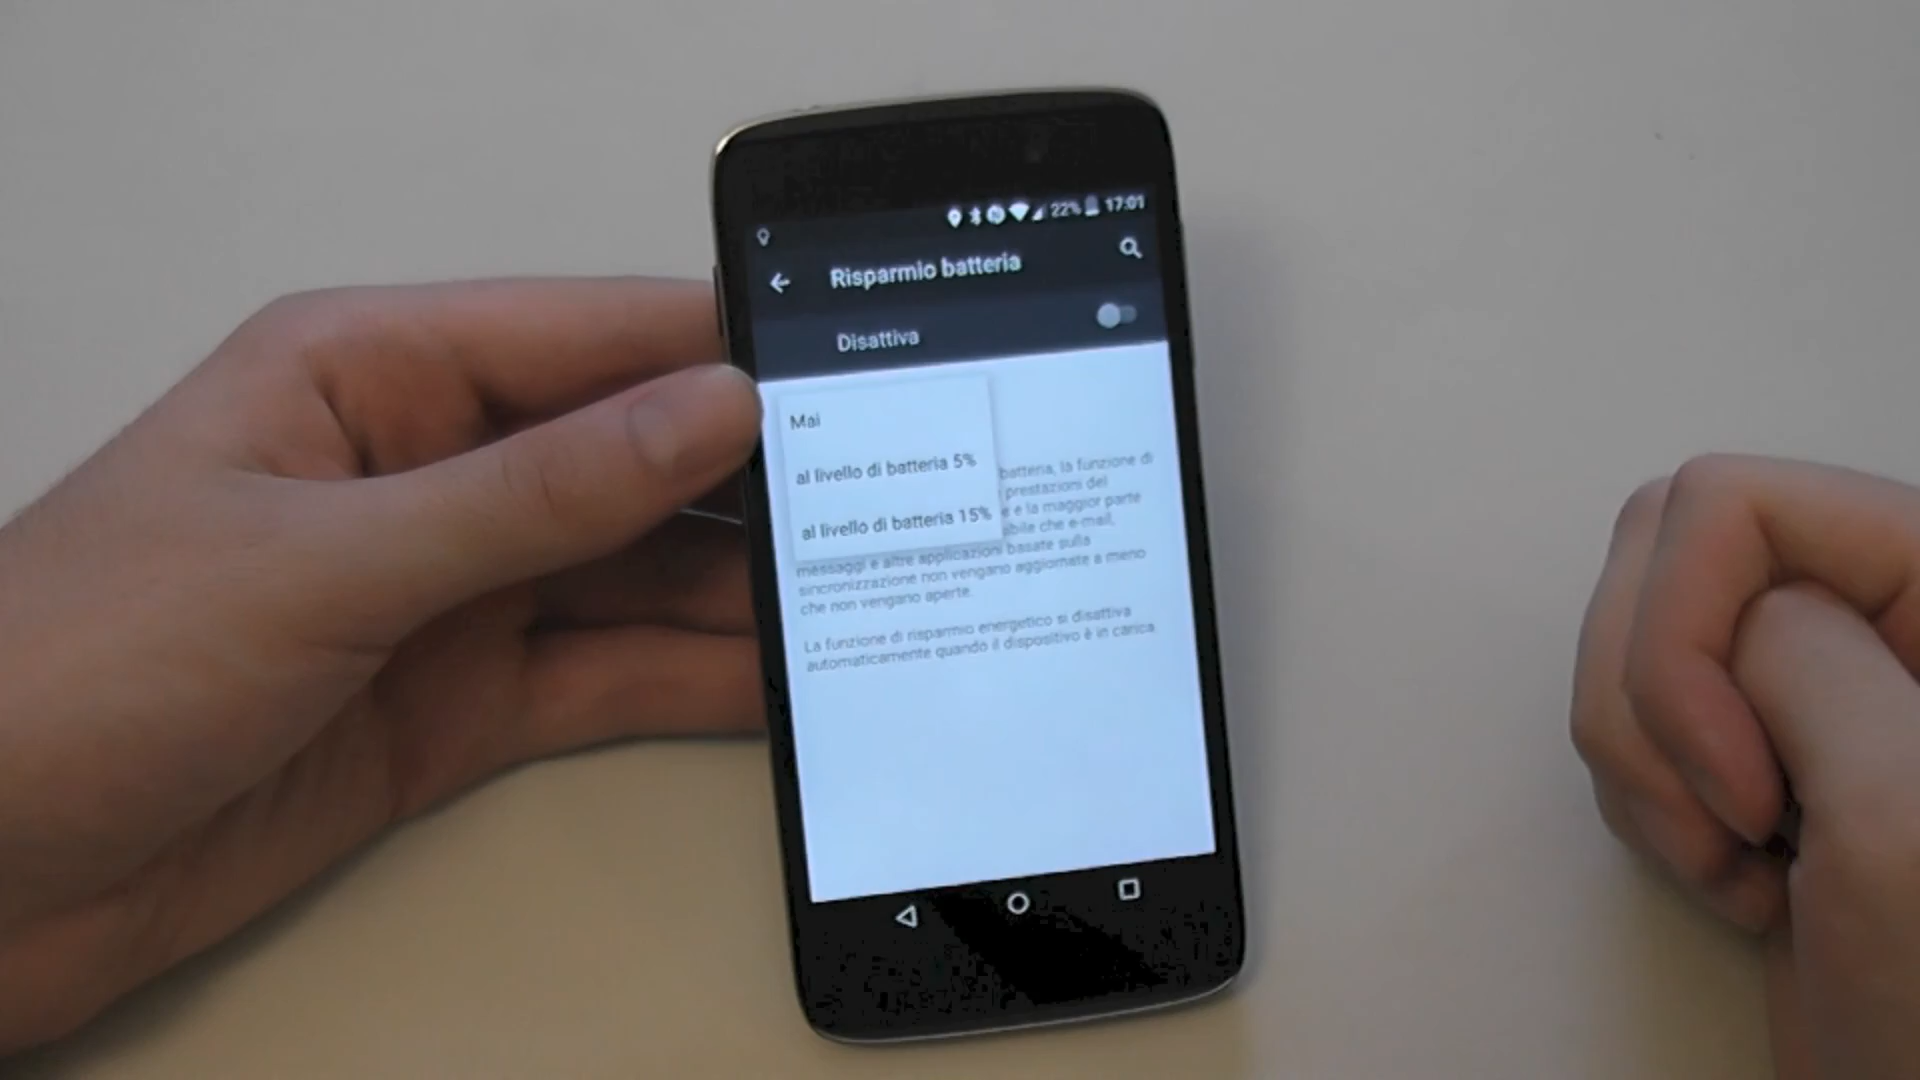 22% 17:01
Risparmio batteria
Disattiva
Mai
al livello di batteria 5%
al livello di batteria 15%
batteria, la funzione di
prestazioni del
e la maggior parte
che e-mail,
messaggi e altre applicazioni basate sulla
sincronizzazione non vengano aggiornate a meno
che non vengano aperte.
La funzione di risparmio energetico si disattiva
automaticamente quando il dispositivo è in carica